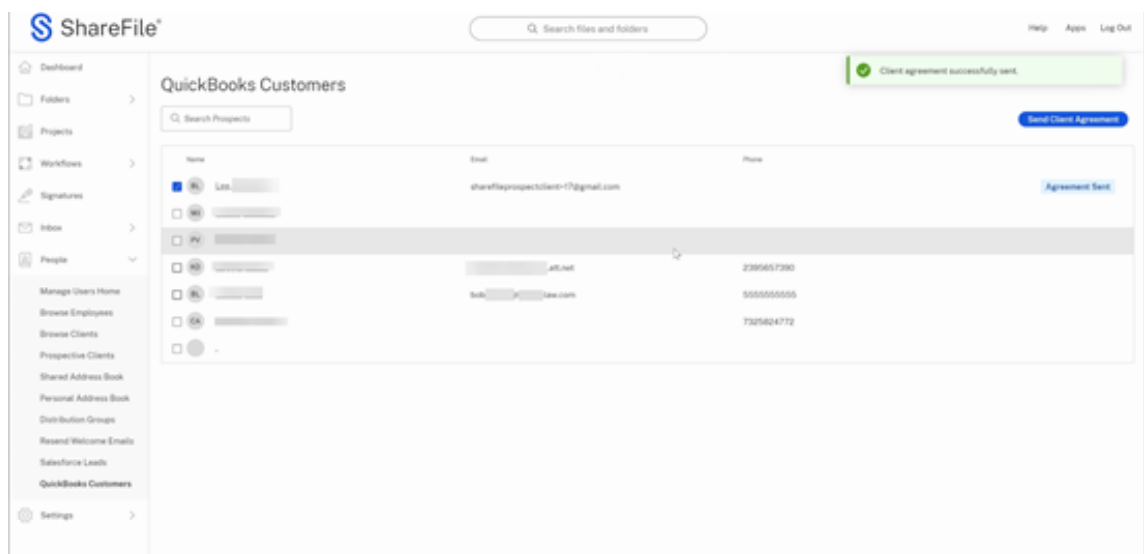 ShareFile
Search files and folders
Help Apps Log Out
Dashboard
Folders
Projects
Workflows
Signatures
Inbox
People
Manage Users Home
Browse Employees
Browse Clients
Prospective Clients
Shared Address Book
Personal Address Book
Distribution Groups
Resend Welcome Emails
Salesforce Leads
QuickBooks Customers
Settings
Client agreement successfully sent.
QuickBooks Customers
Search Prospects
Send Client Agreement
Name Email Phone
BL sharefileprospectclient+17@gmail.com Agreement Sent
PV
KD .att.net 2395657390
BL bob law.com 5555555555
CA 7325824772